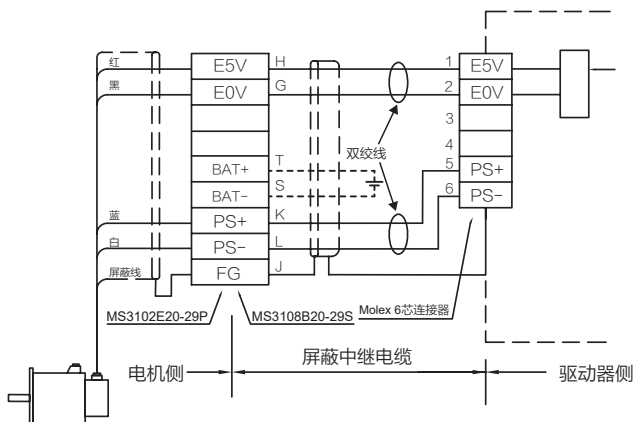 红 E5V H 1 E5V
黑 E0V G 2 E0V
3
双绞线 4
BAT+ T 5 PS+
BAT- S 6 PS-
蓝 PS+ K
白 PS- L
屏蔽线 FG J
MS3102E20-29P MS3108B20-29S Molex 6芯连接器
电机侧 屏蔽中继电缆 驱动器侧